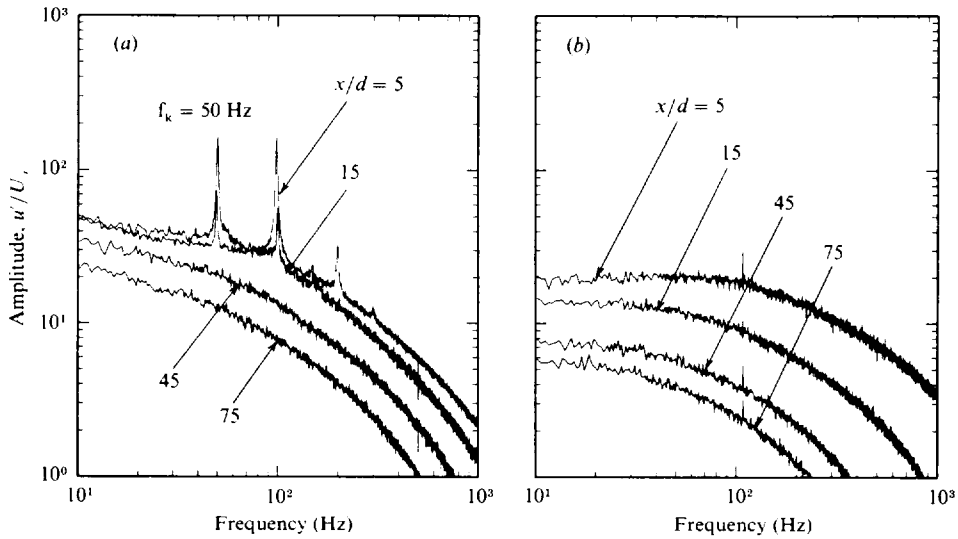 (a)
f_k = 50 Hz
x/d = 5
15
45
75
10³
10²
10¹
10⁰
Amplitude, u′/U,
10¹
10²
10³
Frequency (Hz)
(b)
x/d = 5
15
45
75
10¹
10²
10³
Frequency (Hz)